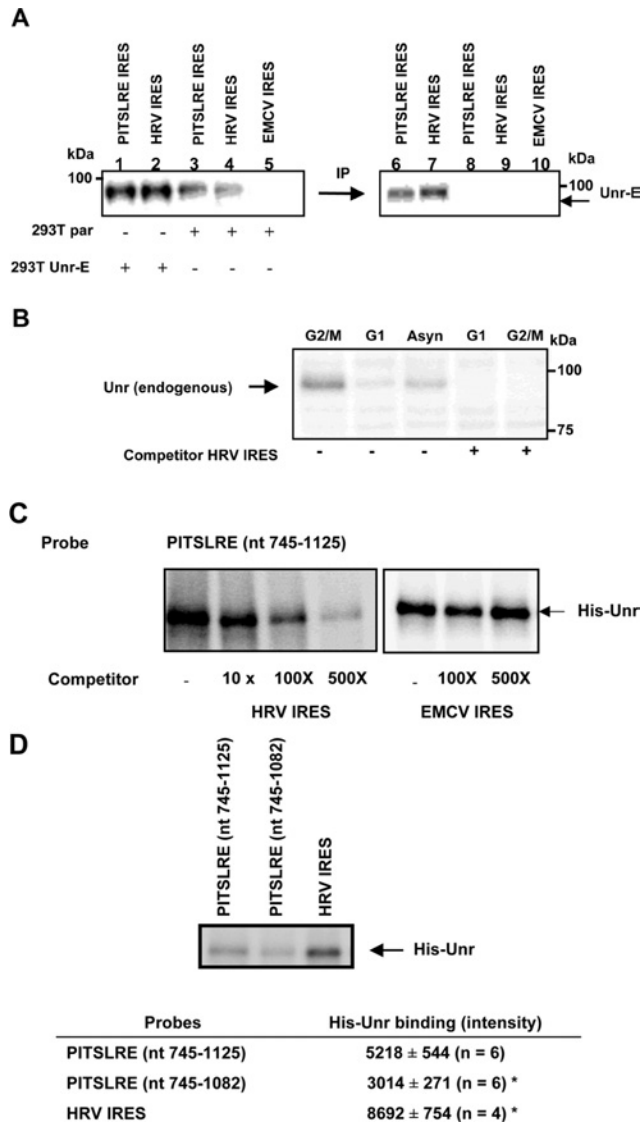 A
PITSLRE IRES
HRV IRES
PITSLRE IRES
HRV IRES
EMCV IRES
PITSLRE IRES
HRV IRES
PITSLRE IRES
HRV IRES
EMCV IRES
kDa 1 2 3 4 5 6 7 8 9 10 kDa
100 IP 100
Unr-E
293T par - - + + +
293T Unr-E + + - - -
B
G2/M G1 Asyn G1 G2/M kDa
100
Unr (endogenous)
75
Competitor HRV IRES - - - + +
C
Probe PITSLRE (nt 745-1125)
His-Unr
Competitor - 10 x 100X 500X - 100X 500X
HRV IRES EMCV IRES
D
PITSLRE (nt 745-1125)
PITSLRE (nt 745-1082)
HRV IRES
His-Unr
Probes His-Unr binding (intensity)
PITSLRE (nt 745-1125) 5218 ± 544 (n = 6)
PITSLRE (nt 745-1082) 3014 ± 271 (n = 6) *
HRV IRES 8692 ± 754 (n = 4) *